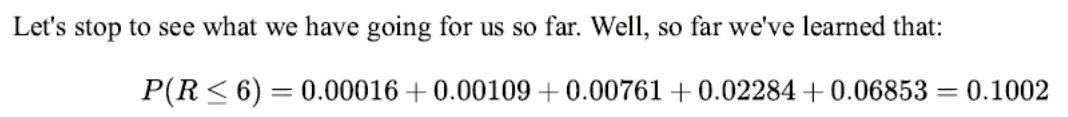 Let's stop to see what we have going for us so far. Well, so far we've learned that:
P(R ≤ 6) = 0.00016 + 0.00109 + 0.00761 + 0.02284 + 0.06853 = 0.1002